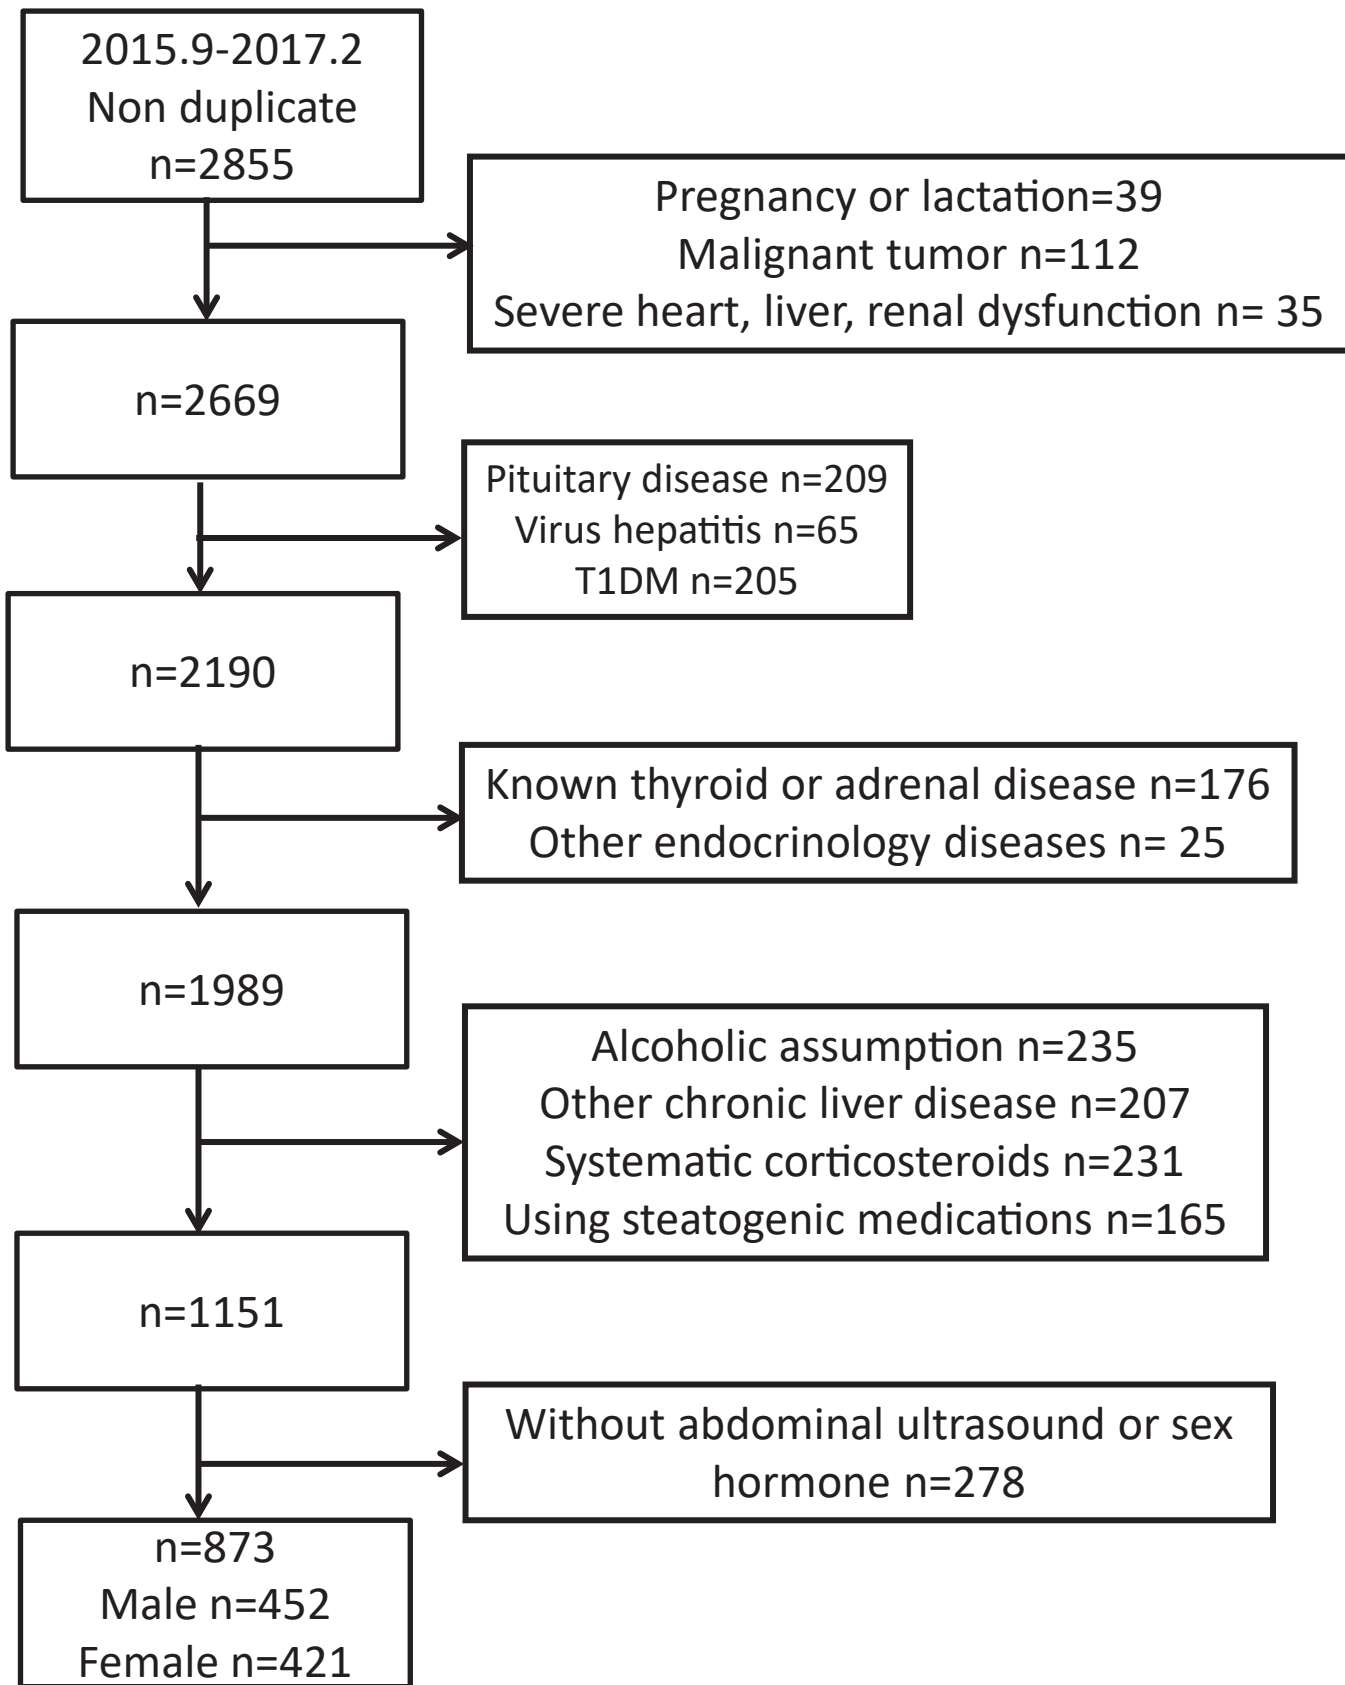 2015.9-2017.2
Non duplicate
n=2855
Pregnancy or lactation=39
Malignant tumor n=112
Severe heart, liver, renal dysfunction n= 35
n=2669
Pituitary disease n=209
Virus hepatitis n=65
T1DM n=205
n=2190
Known thyroid or adrenal disease n=176
Other endocrinology diseases n= 25
n=1989
Alcoholic assumption n=235
Other chronic liver disease n=207
Systematic corticosteroids n=231
Using steatogenic medications n=165
n=1151
Without abdominal ultrasound or sex
hormone n=278
n=873
Male n=452
Female n=421